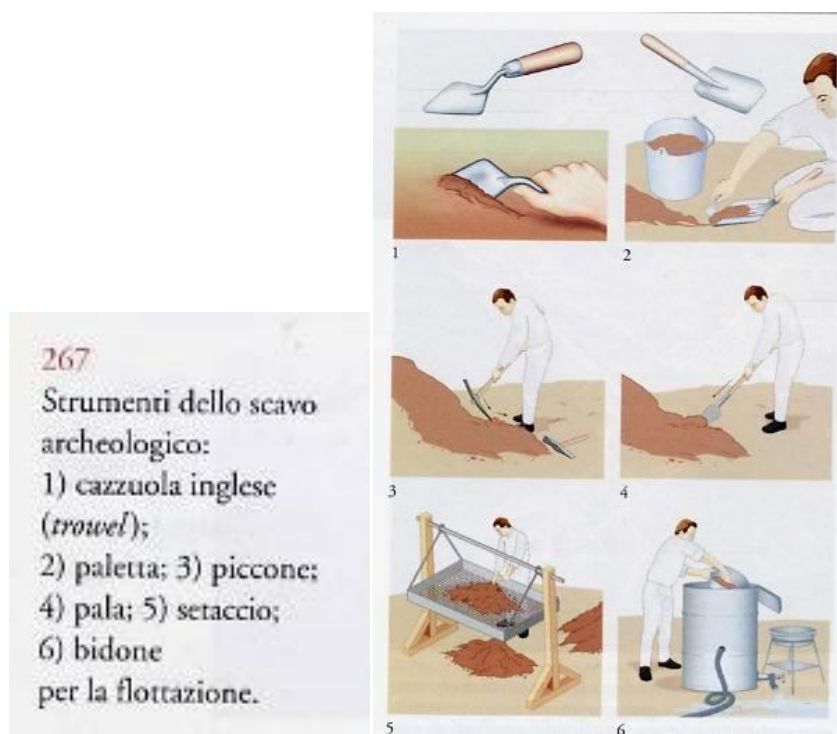 267
Strumenti dello scavo
archeologico:
1) cazzuola inglese
(trowel);
2) paletta; 3) piccone;
4) pala; 5) setaccio;
6) bidone
per la flottazione.
1
2
3
4
5
6